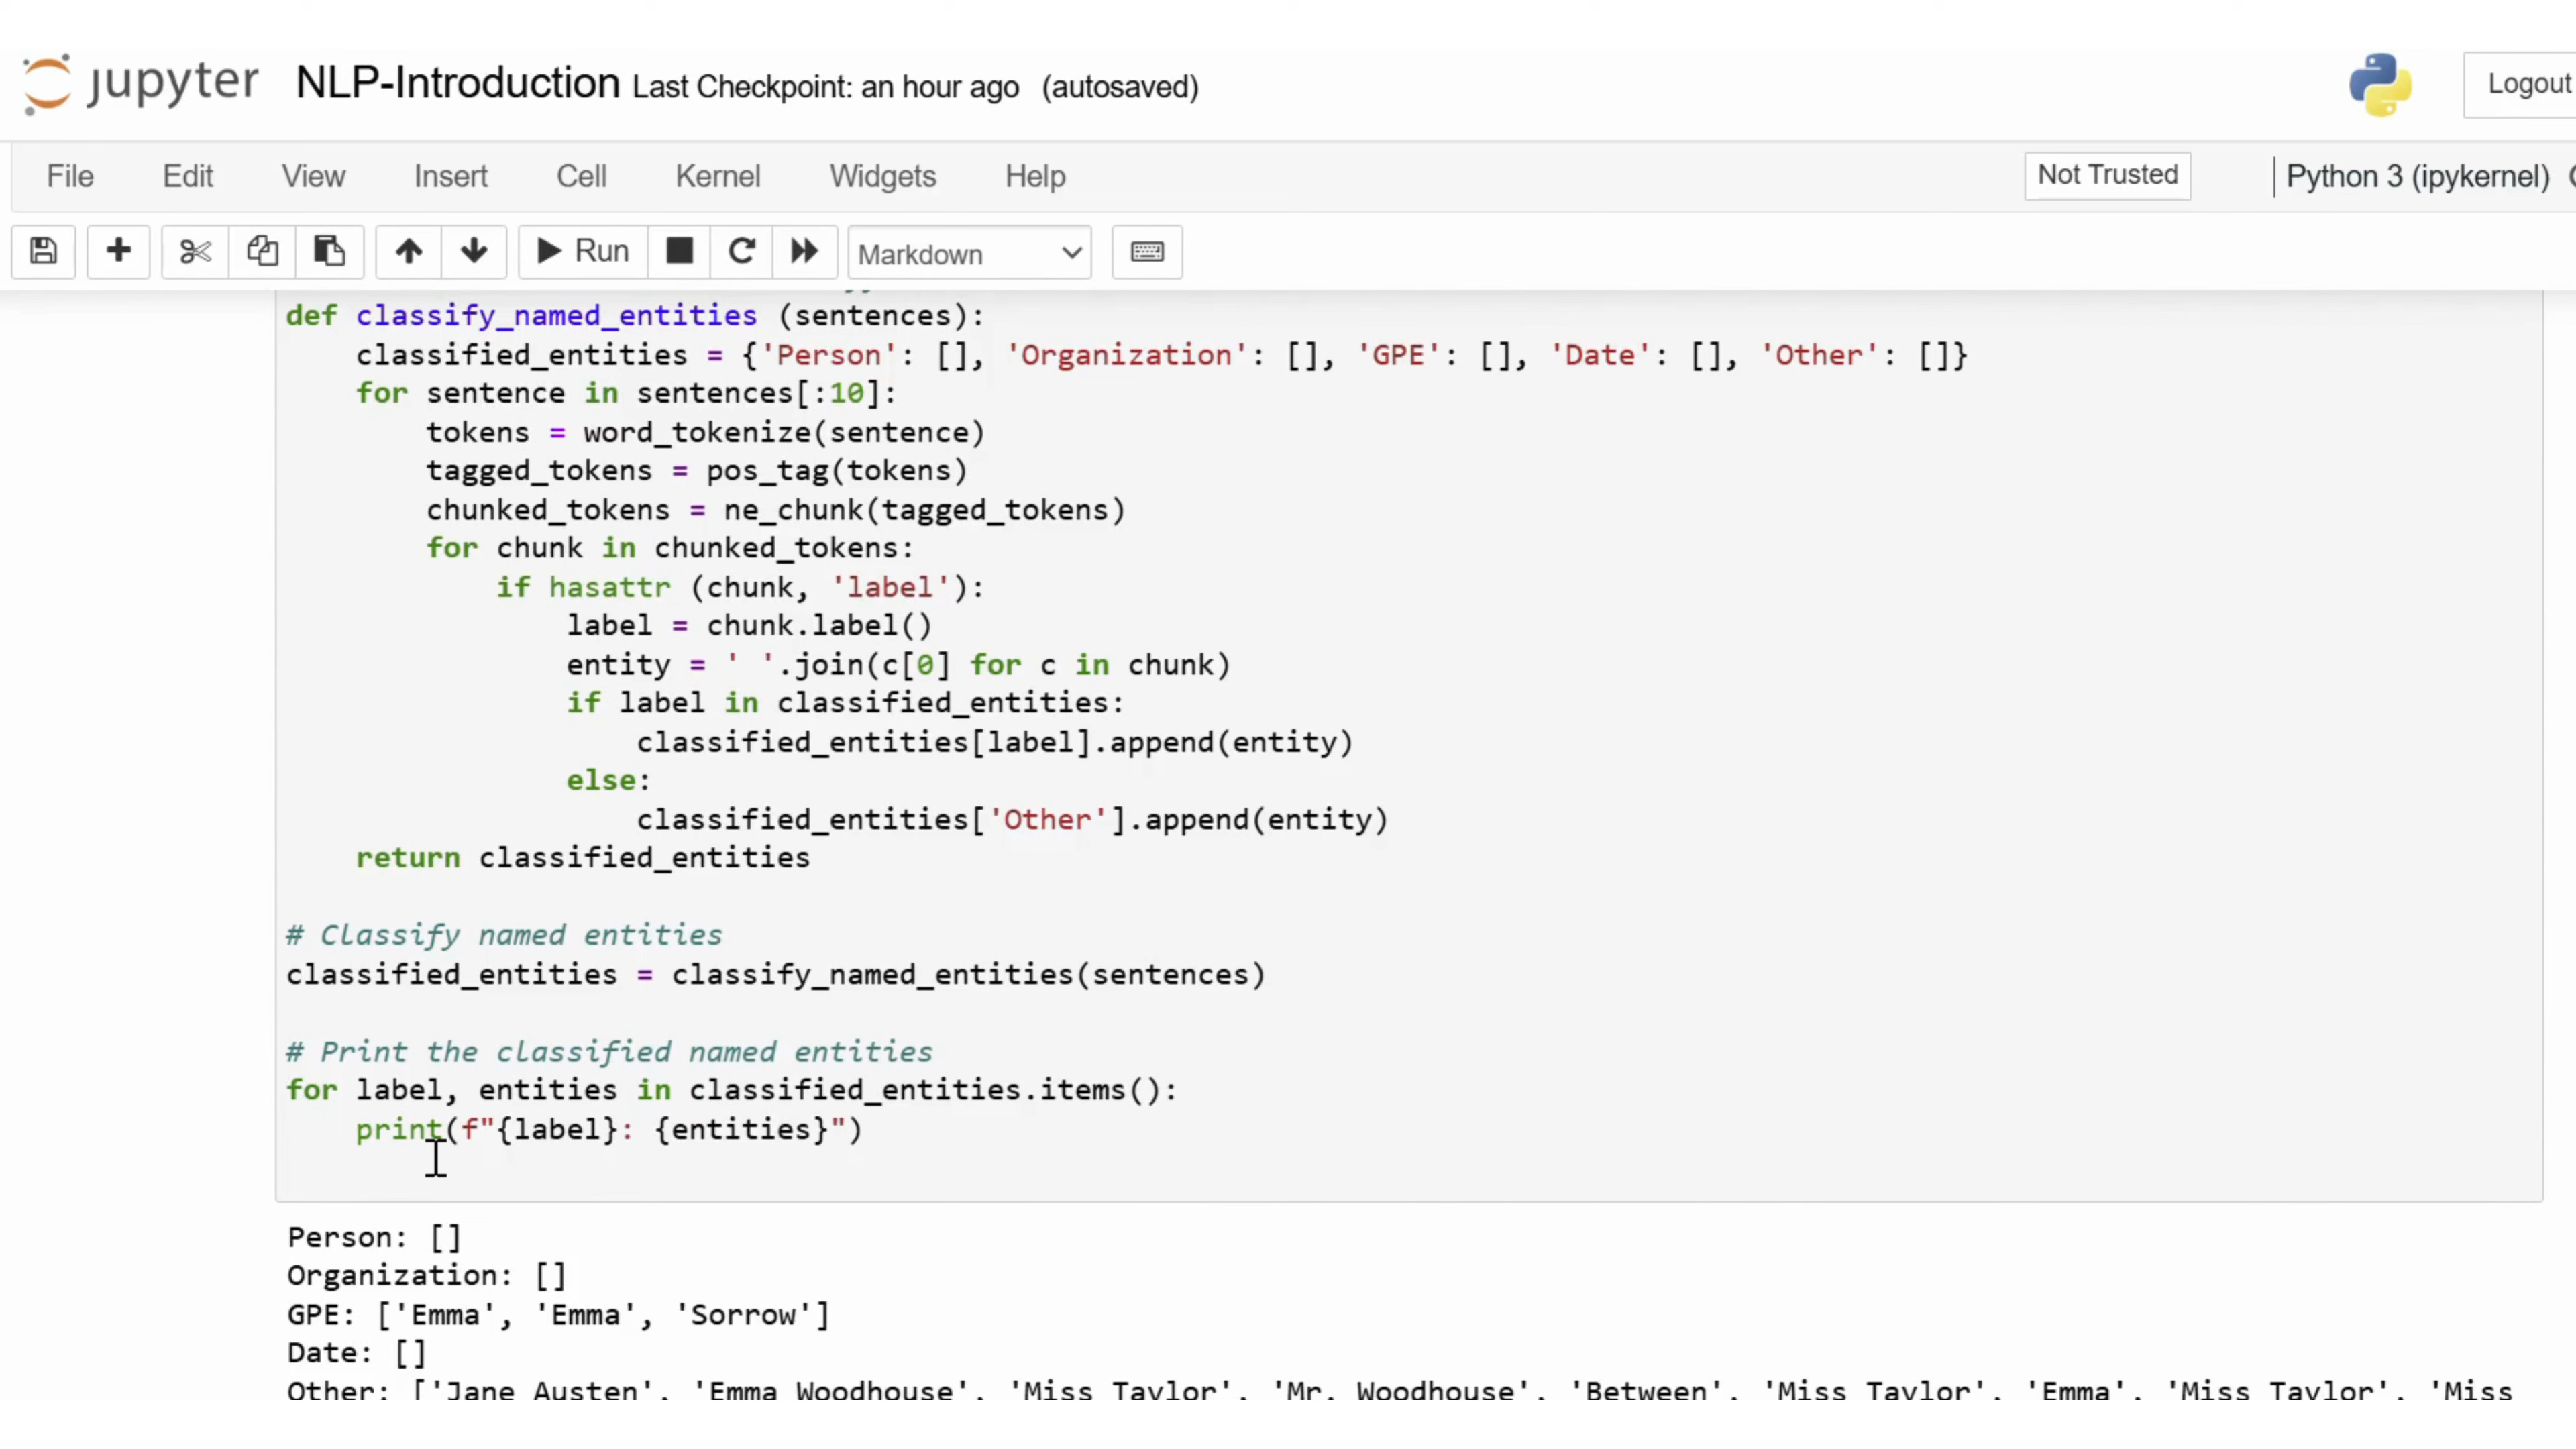 jupyter NLP-Introduction Last Checkpoint: an hour ago (autosaved) Logout
File Edit View Insert Cell Kernel Widgets Help Not Trusted Python 3 (ipykernel)
Run Markdown
def classify_named_entities (sentences):
    classified_entities = {'Person': [], 'Organization': [], 'GPE': [], 'Date': [], 'Other': []}
    for sentence in sentences[:10]:
        tokens = word_tokenize(sentence)
        tagged_tokens = pos_tag(tokens)
        chunked_tokens = ne_chunk(tagged_tokens)
        for chunk in chunked_tokens:
            if hasattr (chunk, 'label'):
                label = chunk.label()
                entity = ' '.join(c[0] for c in chunk)
                if label in classified_entities:
                    classified_entities[label].append(entity)
                else:
                    classified_entities['Other'].append(entity)
    return classified_entities
# Classify named entities
classified_entities = classify_named_entities(sentences)
# Print the classified named entities
for label, entities in classified_entities.items():
    print(f"{label}: {entities}")
Person: []
Organization: []
GPE: ['Emma', 'Emma', 'Sorrow']
Date: []
Other: ['Jane Austen', 'Emma Woodhouse', 'Miss Taylor', 'Mr. Woodhouse', 'Between', 'Miss Taylor', 'Emma', 'Miss Taylor', 'Miss